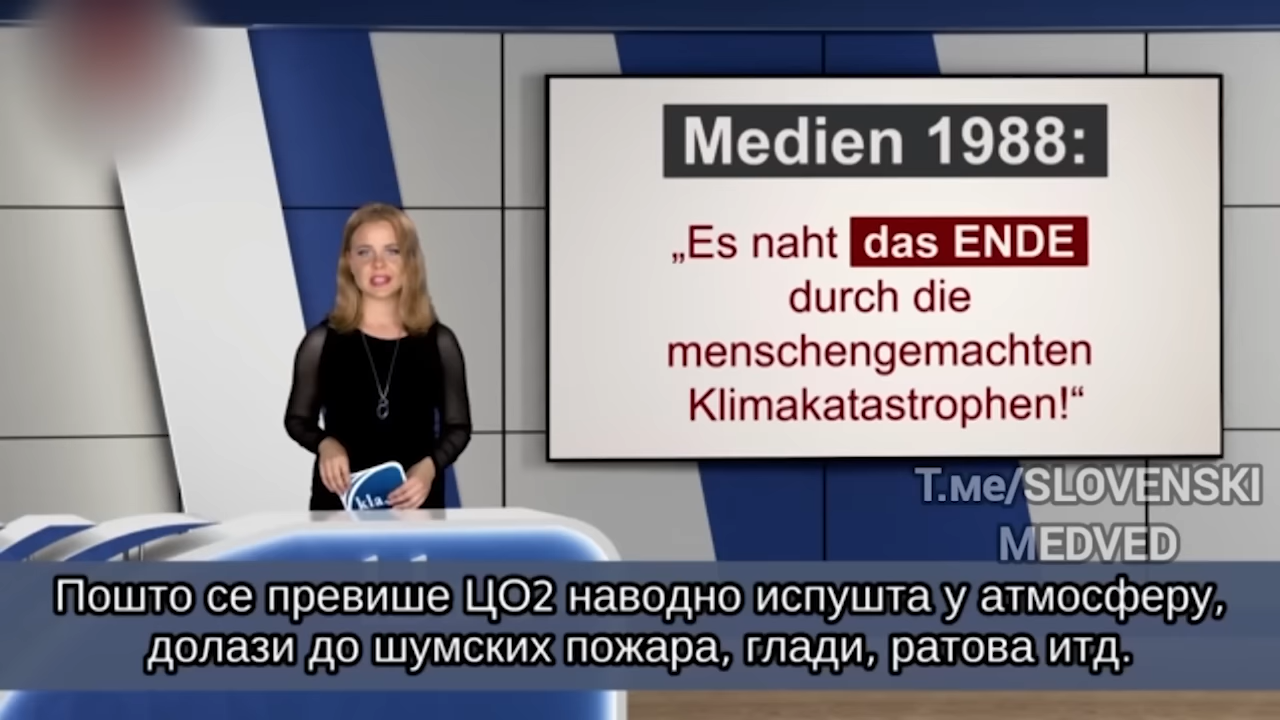 Medien 1988:
„Es naht das ENDE
durch die
menschengemachten
Klimakatastrophen!“
kla.
T.me/SLOVENSKI
MEDVED
Пошто се превише ЦО2 наводно испушта у атмосферу,
долази до шумских пожара, глади, ратова итд.